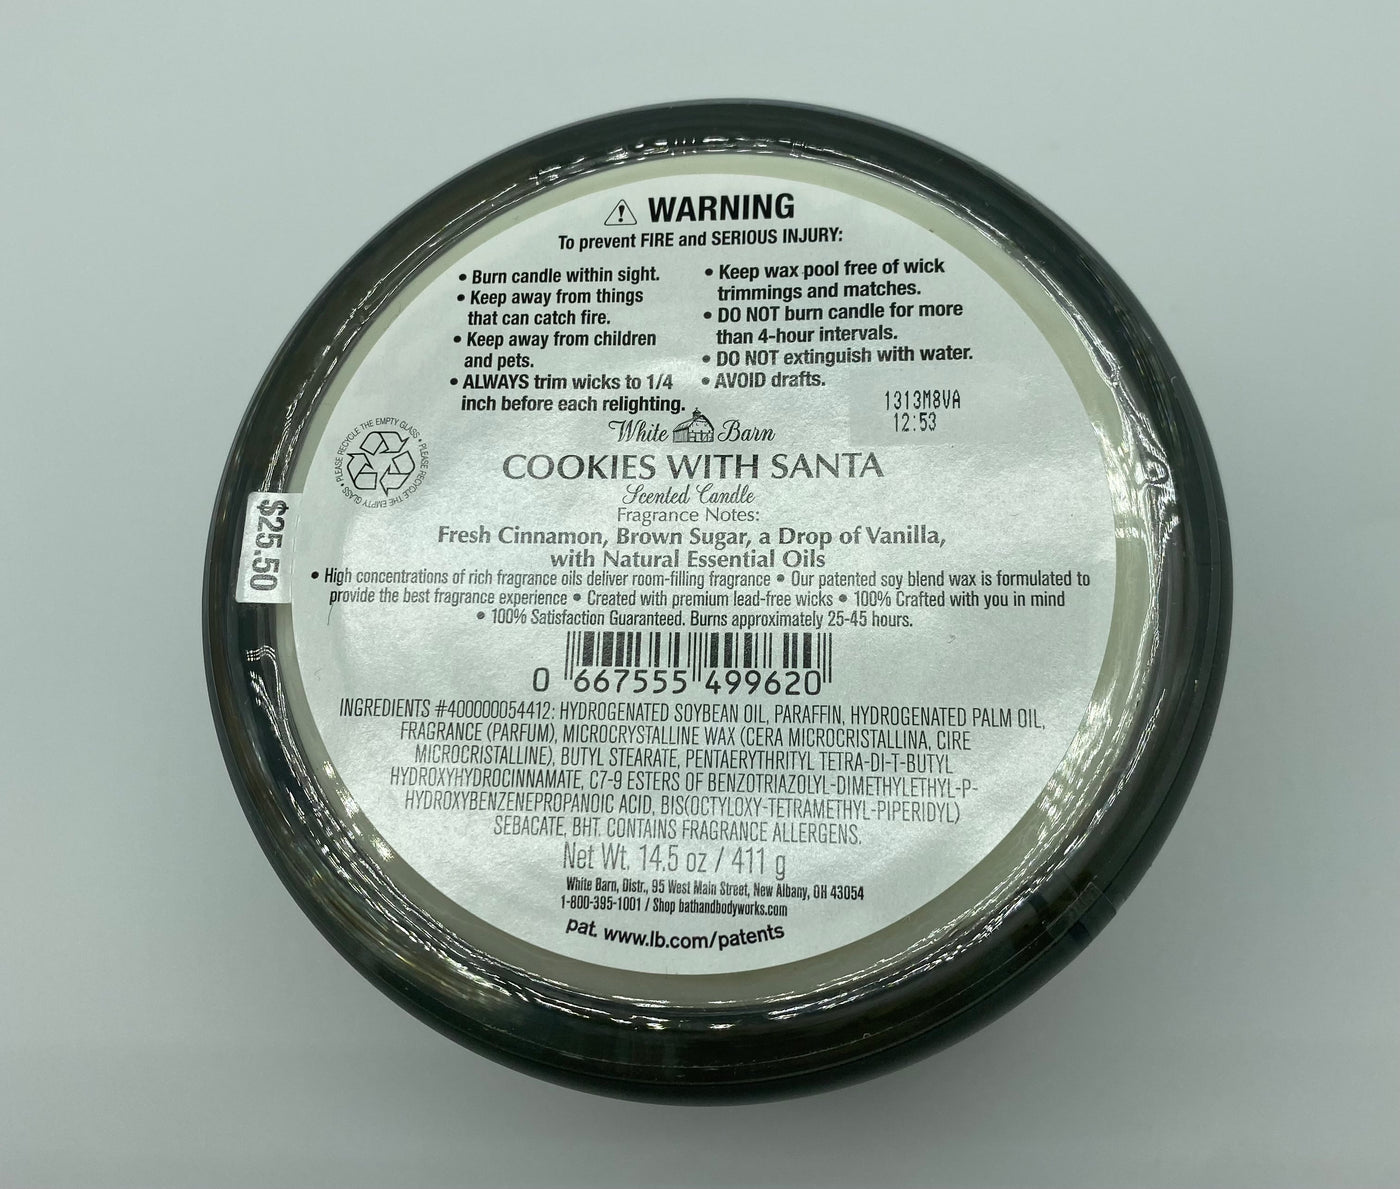 WARNING
To prevent FIRE and SERIOUS INJURY:
• Burn candle within sight.
• Keep away from things
that can catch fire.
• Keep away from children
and pets.
• ALWAYS trim wicks to 1/4
inch before each relighting.
• Keep wax pool free of wick
trimmings and matches.
• DO NOT burn candle for more
than 4-hour intervals.
• DO NOT extinguish with water.
• AVOID drafts.
1313M8VA
12:53
PLEASE RECYCLE THE EMPTY GLASS • PLEASE RECYCLE THE EMPTY GLASS •
White Barn
COOKIES WITH SANTA
Scented Candle
Fragrance Notes:
Fresh Cinnamon, Brown Sugar, a Drop of Vanilla,
with Natural Essential Oils
$25.50
• High concentrations of rich fragrance oils deliver room-filling fragrance • Our patented soy blend wax is formulated to
provide the best fragrance experience • Created with premium lead-free wicks • 100% Crafted with you in mind
• 100% Satisfaction Guaranteed. Burns approximately 25-45 hours.
0 667555 499620
INGREDIENTS #400000054412: HYDROGENATED SOYBEAN OIL, PARAFFIN, HYDROGENATED PALM OIL,
FRAGRANCE (PARFUM), MICROCRYSTALLINE WAX (CERA MICROCRISTALLINA, CIRE
MICROCRISTALLINE), BUTYL STEARATE, PENTAERYTHRITYL TETRA-DI-T-BUTYL
HYDROXYHYDROCINNAMATE, C7-9 ESTERS OF BENZOTRIAZOLYL-DIMETHYLETHYL-P-
HYDROXYBENZENEPROPANOIC ACID, BIS(OCTYLOXY-TETRAMETHYL-PIPERIDYL)
SEBACATE, BHT. CONTAINS FRAGRANCE ALLERGENS.
Net Wt. 14.5 oz / 411 g
White Barn, Distr., 95 West Main Street, New Albany, OH 43054
1-800-395-1001 / Shop bathandbodyworks.com
pat. www.lb.com/patents